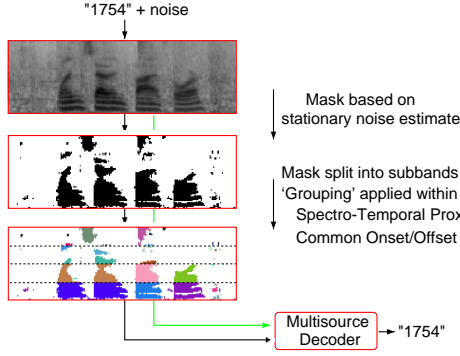 "1754" + noise
Mask based on
stationary noise estimate
Mask split into subbands
‘Grouping’ applied within
Spectro-Temporal Prox
Common Onset/Offset
Multisource
Decoder
"1754"